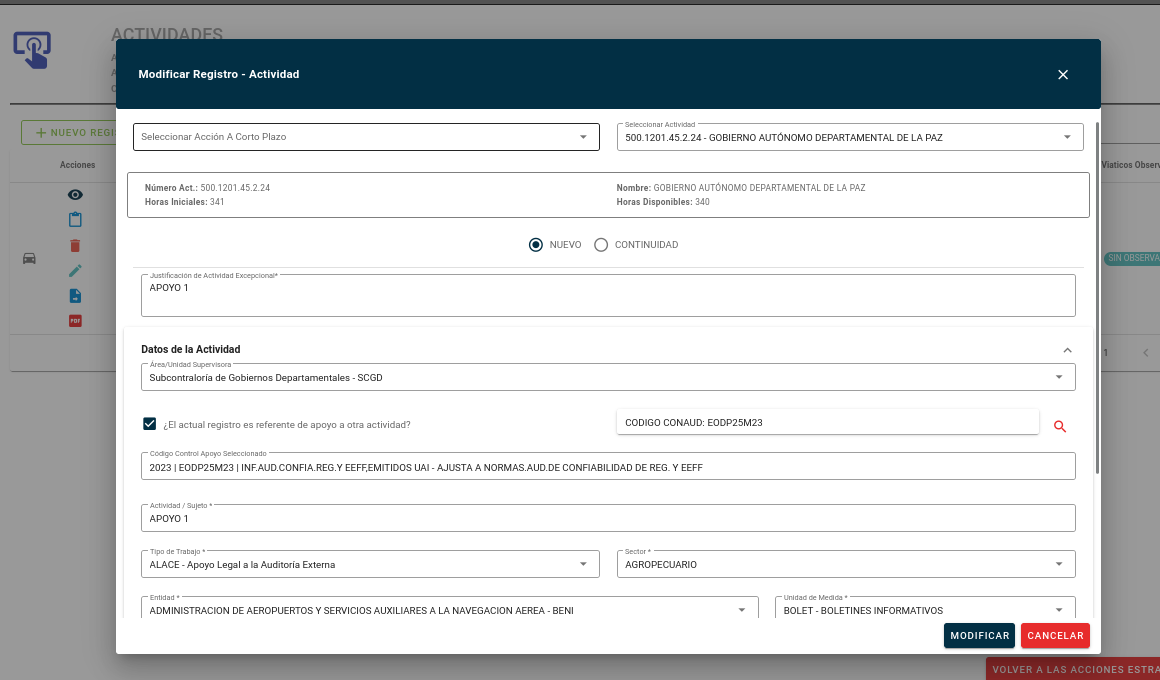 ACTIVIDADES
Modificar Registro - Actividad
Seleccionar Acción A Corto Plazo
Seleccionar Actividad
500.1201.45.2.24 - GOBIERNO AUTÓNOMO DEPARTAMENTAL DE LA PAZ
NUEVO REGI
Acciones
Viaticos Observ
Número Act.: 500.1201.45.2.24
Nombre: GOBIERNO AUTÓNOMO DEPARTAMENTAL DE LA PAZ
Horas Iniciales: 341
Horas Disponibles: 340
NUEVO
CONTINUIDAD
SIN OBSERVA
Justificación de Actividad Excepcional*
APOYO 1
PDF
Datos de la Actividad
1
Área/Unidad Supervisora
Subcontraloría de Gobiernos Departamentales - SCGD
¿El actual registro es referente de apoyo a otra actividad?
CODIGO CONAUD: EODP25M23
Código Control Apoyo Seleccionado
2023 | EODP25M23 | INF.AUD.CONFIA.REG.Y EEFF,EMITIDOS UAI - AJUSTA A NORMAS.AUD.DE CONFIABILIDAD DE REG. Y EEFF
Actividad / Sujeto *
APOYO 1
Tipo de Trabajo *
ALACE - Apoyo Legal a la Auditoría Externa
Sector *
AGROPECUARIO
Entidad *
ADMINISTRACION DE AEROPUERTOS Y SERVICIOS AUXILIARES A LA NAVEGACION AEREA - BENI
Unidad de Medida *
BOLET - BOLETINES INFORMATIVOS
MODIFICAR
CANCELAR
VOLVER A LAS ACCIONES ESTRA